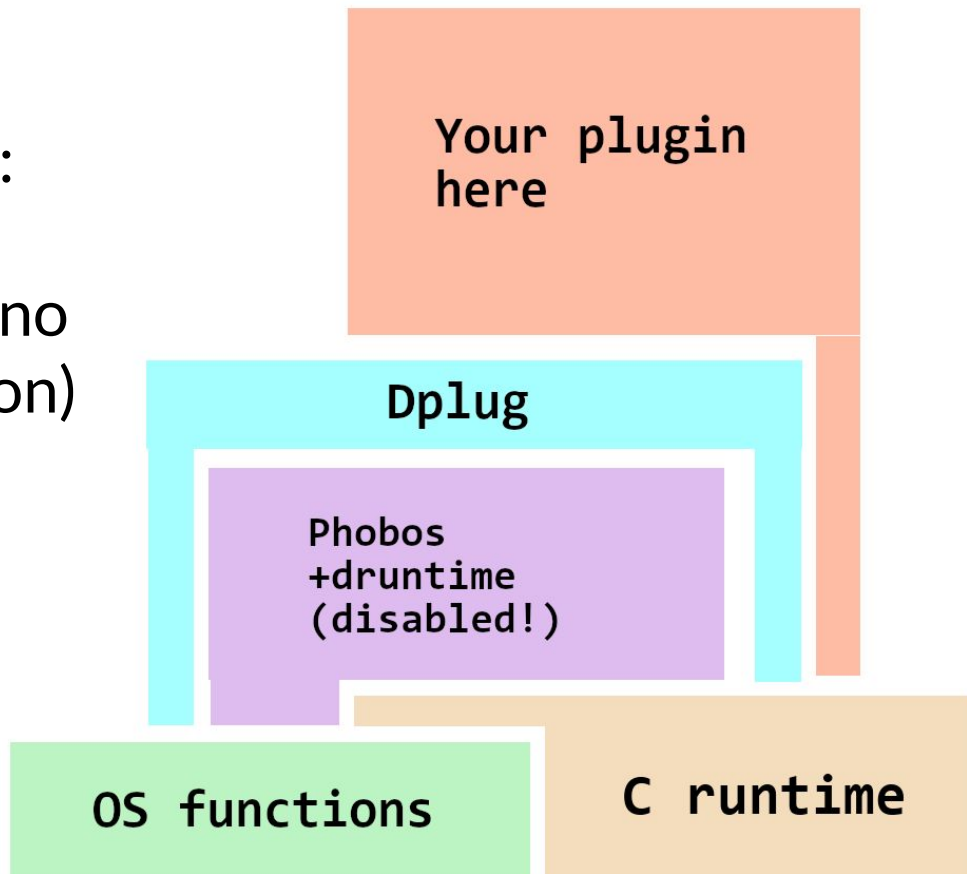 :
no
on)
Your plugin
here
Dplug
Phobos
+druntime
(disabled!)
OS functions
C runtime